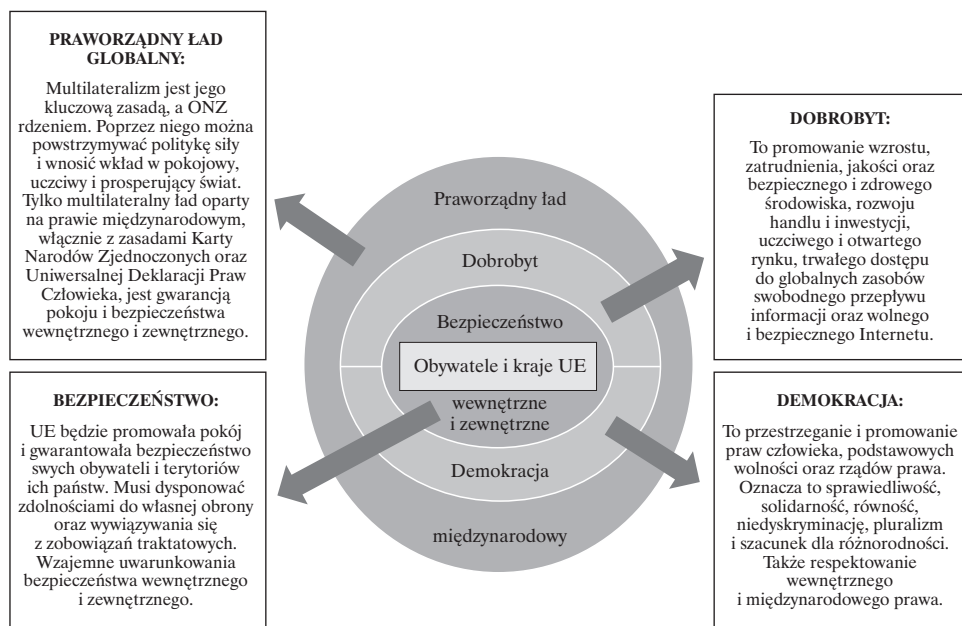 PRAWORZĄDNY ŁAD
GLOBALNY:
Multilateralizm jest jego
kluczową zasadą, a ONZ
rdzeniem. Poprzez niego można
powstrzymywać politykę siły
i wnosić wkład w pokojowy,
uczciwy i prosperujący świat.
Tylko multilateralny ład oparty
na prawie międzynarodowym,
włącznie z zasadami Karty
Narodów Zjednoczonych oraz
Uniwersalnej Deklaracji Praw
Człowieka, jest gwarancją
pokoju i bezpieczeństwa
wewnętrznego i zewnętrznego.
BEZPIECZEŃSTWO:
UE będzie promowała pokój
i gwarantowała bezpieczeństwo
swych obywateli i terytoriów
ich państw. Musi dysponować
zdolnościami do własnej obrony
oraz wywiązywania się
z zobowiązań traktatowych.
Wzajemne uwarunkowania
bezpieczeństwa wewnętrznego
i zewnętrznego.
Praworządny ład
Dobrobyt
Bezpieczeństwo
Obywatele i kraje UE
wewnętrzne
i zewnętrzne
Demokracja
międzynarodowy
DOBROBYT:
To promowanie wzrostu,
zatrudnienia, jakości oraz
bezpiecznego i zdrowego
środowiska, rozwoju
handlu i inwestycji,
uczciwego i otwartego
rynku, trwałego dostępu
do globalnych zasobów
swobodnego przepływu
informacji oraz wolnego
i bezpiecznego Internetu.
DEMOKRACJA:
To przestrzeganie i promowanie
praw człowieka, podstawowych
wolności oraz rządów prawa.
Oznacza to sprawiedliwość,
solidarność, równość,
niedyskryminację, pluralizm
i szacunek dla różnorodności.
Także respektowanie
wewnętrznego
i międzynarodowego prawa.